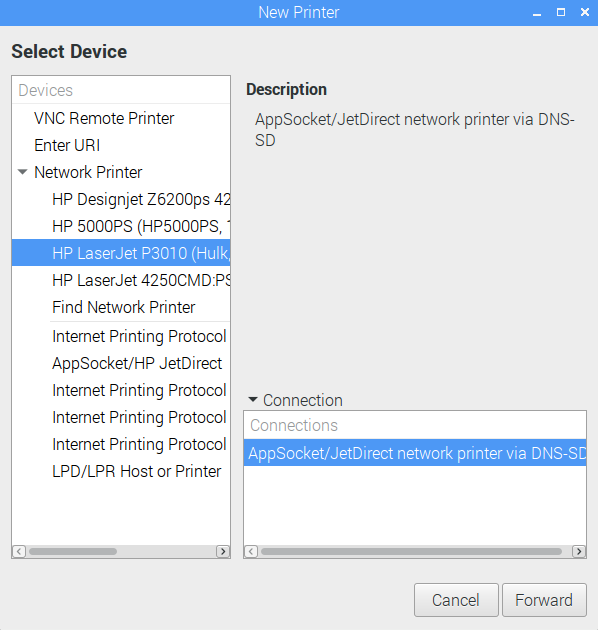 New Printer
Select Device
Devices
VNC Remote Printer
Enter URI
Network Printer
HP Designjet Z6200ps 42
HP 5000PS (HP5000PS,
HP LaserJet P3010 (Hulk,
HP LaserJet 4250CMD:PS
Find Network Printer
Internet Printing Protocol
AppSocket/HP JetDirect
Internet Printing Protocol
Internet Printing Protocol
Internet Printing Protocol
LPD/LPR Host or Printer
Description
AppSocket/JetDirect network printer via DNS-
SD
Connection
Connections
AppSocket/JetDirect network printer via DNS-SD
Cancel
Forward